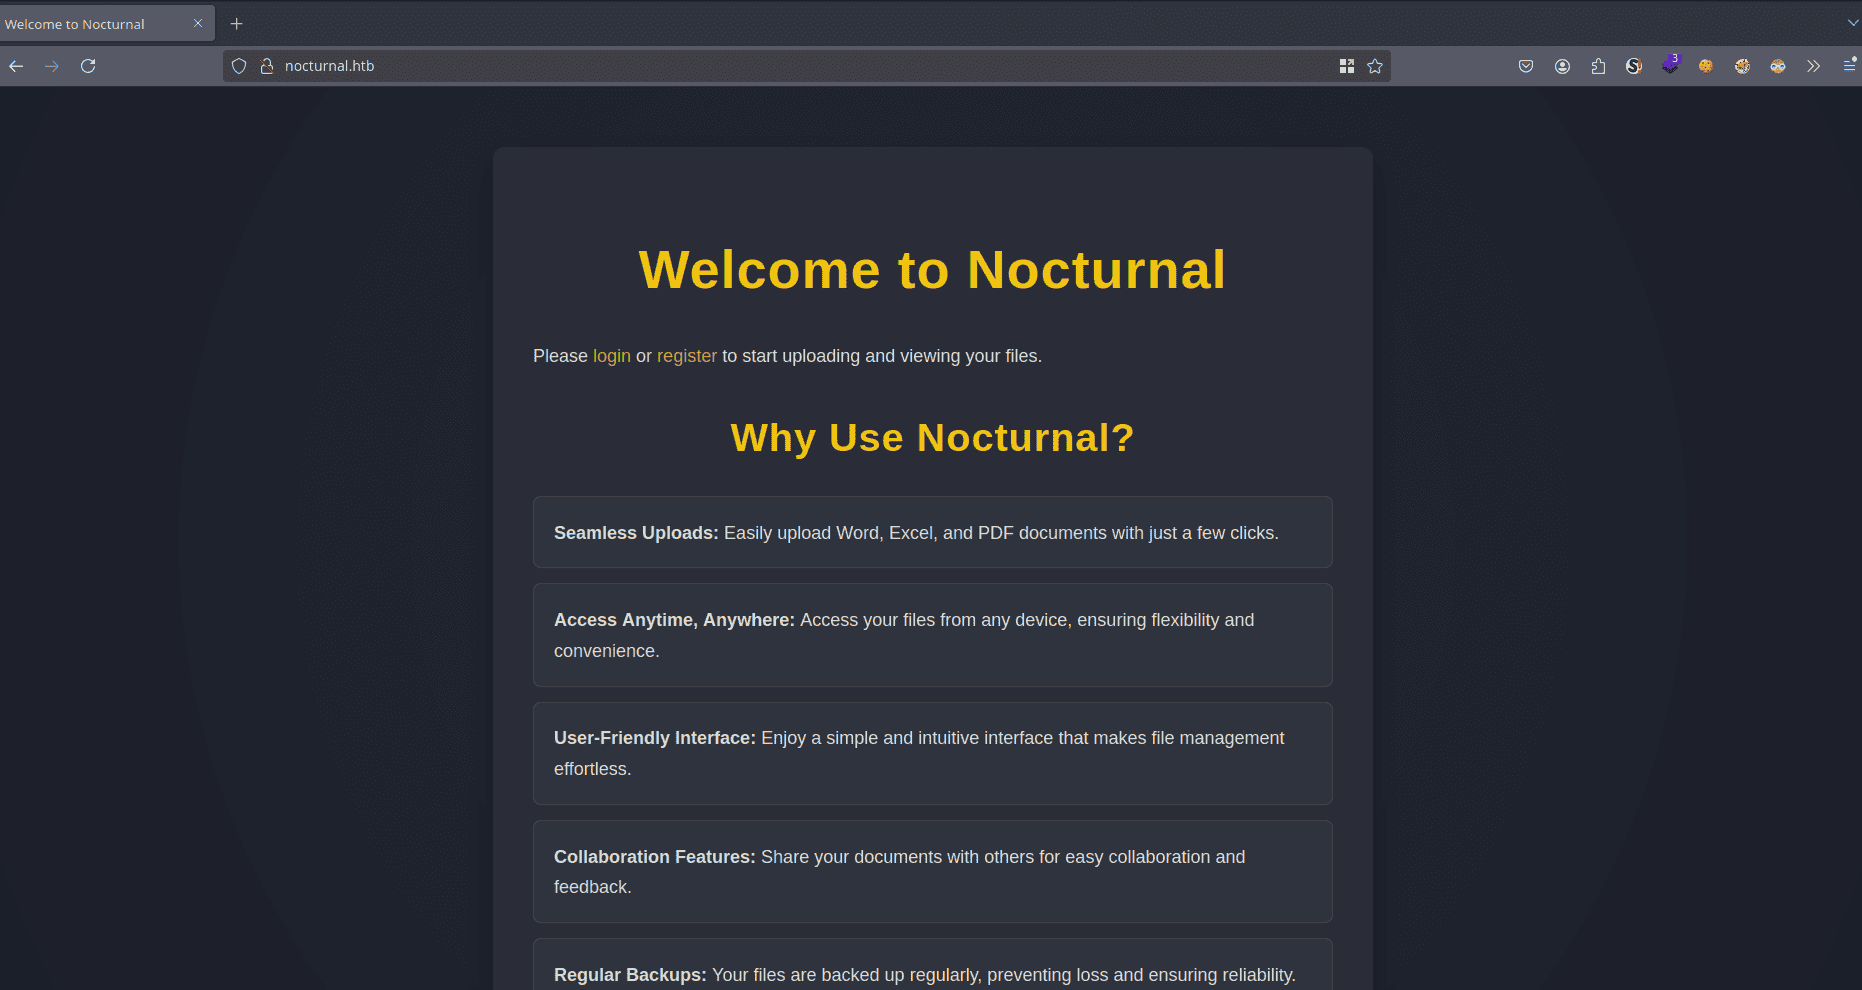 Welcome to Nocturnal
nocturnal.htb
3
Welcome to Nocturnal
Please login or register to start uploading and viewing your files.
Why Use Nocturnal?
Seamless Uploads: Easily upload Word, Excel, and PDF documents with just a few clicks.
Access Anytime, Anywhere: Access your files from any device, ensuring flexibility and
convenience.
User-Friendly Interface: Enjoy a simple and intuitive interface that makes file management
effortless.
Collaboration Features: Share your documents with others for easy collaboration and
feedback.
Regular Backups: Your files are backed up regularly, preventing loss and ensuring reliability.